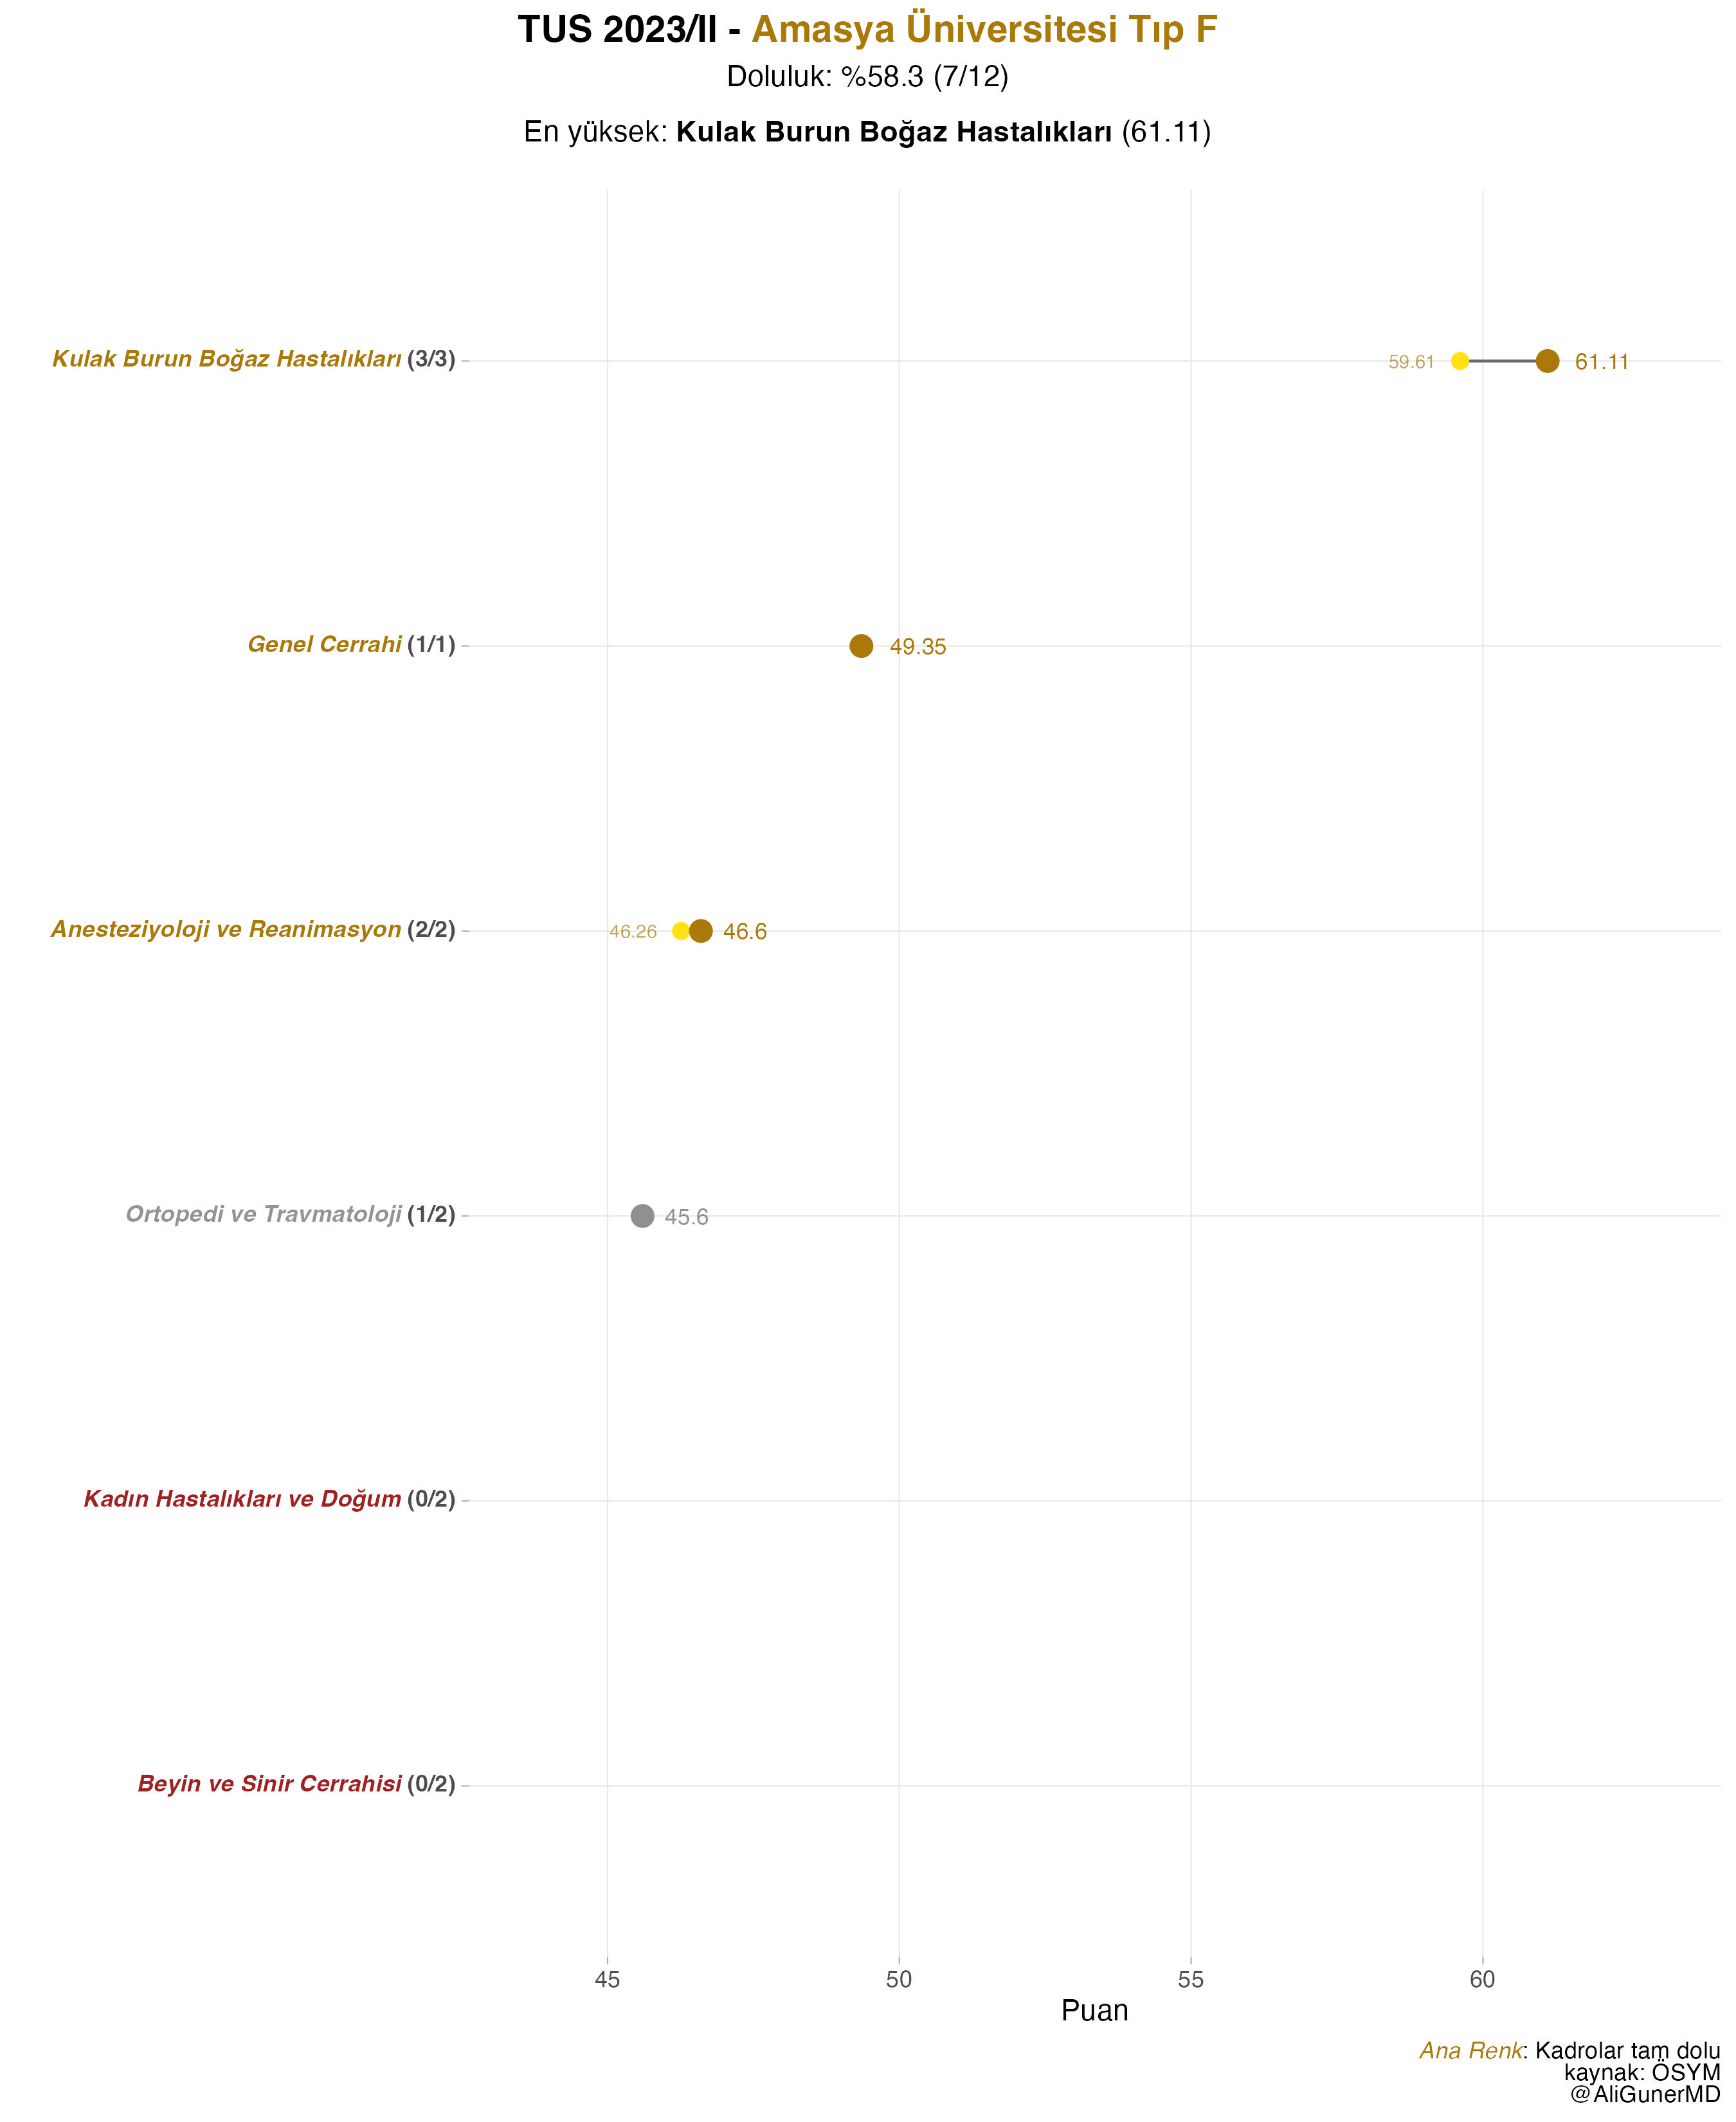 TUS 2023/II - Amasya Üniversitesi Tıp F
Doluluk: %58.3 (7/12)
En yüksek: Kulak Burun Boğaz Hastalıkları (61.11)
Kulak Burun Boğaz Hastalıkları (3/3) 59.61 61.11
Genel Cerrahi (1/1) 49.35
Anesteziyoloji ve Reanimasyon (2/2) 46.26 46.6
Ortopedi ve Travmatoloji (1/2) 45.6
Kadın Hastalıkları ve Doğum (0/2)
Beyin ve Sinir Cerrahisi (0/2)
45 50 55 60
Puan
Ana Renk: Kadrolar tam dolu
kaynak: ÖSYM
@AliGunerMD